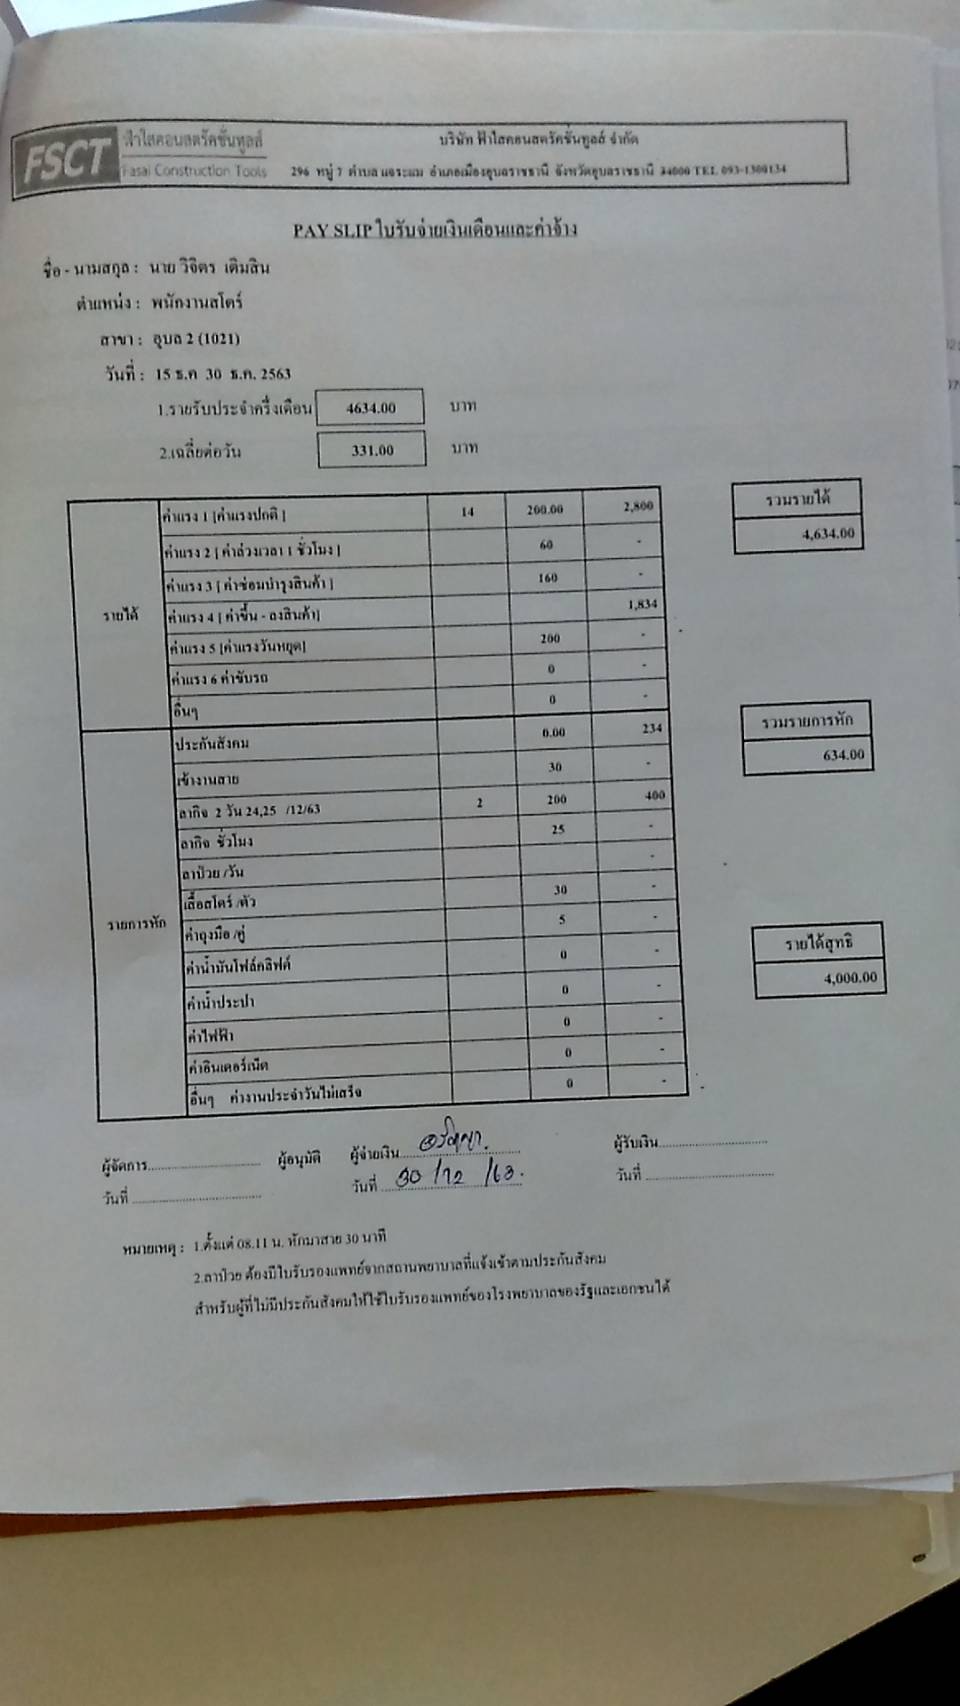 FSCT ฟ้าใสคอนสตรัคชั่นทูลส์ Fasai Construction Tools
บริษัท ฟ้าใสคอนสตรัคชั่นทูลส์ จำกัด
296 หมู่ 7 ตำบล แจระแม อำเภอเมืองอุบลราชธานี จังหวัดอุบลราชธานี 34000 TEL 093-1300134
PAY SLIP ใบรับจ่ายเงินเดือนและค่าจ้าง
ชื่อ - นามสกุล : นาย วิจิตร เติมสิน
ตำแหน่ง : พนักงานสโตร์
สาขา : อุบล 2 (1021)
วันที่ : 15 ธ.ค 30 ธ.ค. 2563
1.รายรับประจำครึ่งเดือน 4634.00 บาท
2.เฉลี่ยต่อวัน 331.00 บาท
รายได้
ค่าแรง 1 [ค่าแรงปกติ ] 14 200.00 2,800
ค่าแรง 2 [ ค่าล่วงเวลา 1 ชั่วโมง ] 60 -
ค่าแรง 3 [ ค่าซ่อมบำรุงสินค้า ] 160 -
ค่าแรง 4 [ ค่าขึ้น - ลงสินค้า] 1,834
ค่าแรง 5 [ค่าแรงวันหยุด] 200 -
ค่าแรง 6 ค่าขับรถ 0 -
อื่นๆ 0 -
รวมรายได้
4,634.00
รายการหัก
ประกันสังคม 0.00 234
เข้างานสาย 30 -
ลากิจ 2 วัน 24,25 /12/63 2 200 400
ลากิจ ชั่วโมง 25 -
ลาป่วย /วัน -
เสื้อสโตร์ /ตัว 30 -
ค่าถุงมือ /คู่ 5 -
ค่าน้ำมันโฟล์คลิฟต์ 0 -
ค่าน้ำประปา 0 -
ค่าไฟฟ้า 0 -
ค่าอินเตอร์เน็ต 0 -
อื่นๆ ค่างานประจำวันไม่เสร็จ 0 -
รวมรายการหัก
634.00
รายได้สุทธิ
4,000.00
ผู้จัดการ.............................. ผู้อนุมัติ ผู้จ่ายเงิน.............................. ผู้รับเงิน..............................
วันที่ .............................. วันที่ 30 /12 /63. วันที่ ..............................
หมายเหตุ : 1.ตั้งแต่ 08.11 น. หักมาสาย 30 นาที
2.ลาป่วย ต้องมีใบรับรองแพทย์จากสถานพยาบาลที่แจ้งเข้าตามประกันสังคม
สำหรับผู้ที่ไม่มีประกันสังคมให้ใช้ใบรับรองแพทย์ของโรงพยาบาลของรัฐและเอกชนได้